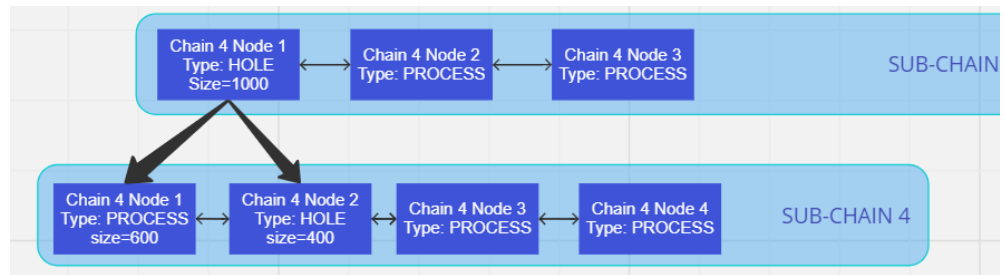 Chain 4 Node 1
Type: HOLE
Size=1000
Chain 4 Node 2
Type: PROCESS
Chain 4 Node 3
Type: PROCESS
SUB-CHAIN
Chain 4 Node 1
Type: PROCESS
size=600
Chain 4 Node 2
Type: HOLE
size=400
Chain 4 Node 3
Type: PROCESS
Chain 4 Node 4
Type: PROCESS
SUB-CHAIN 4